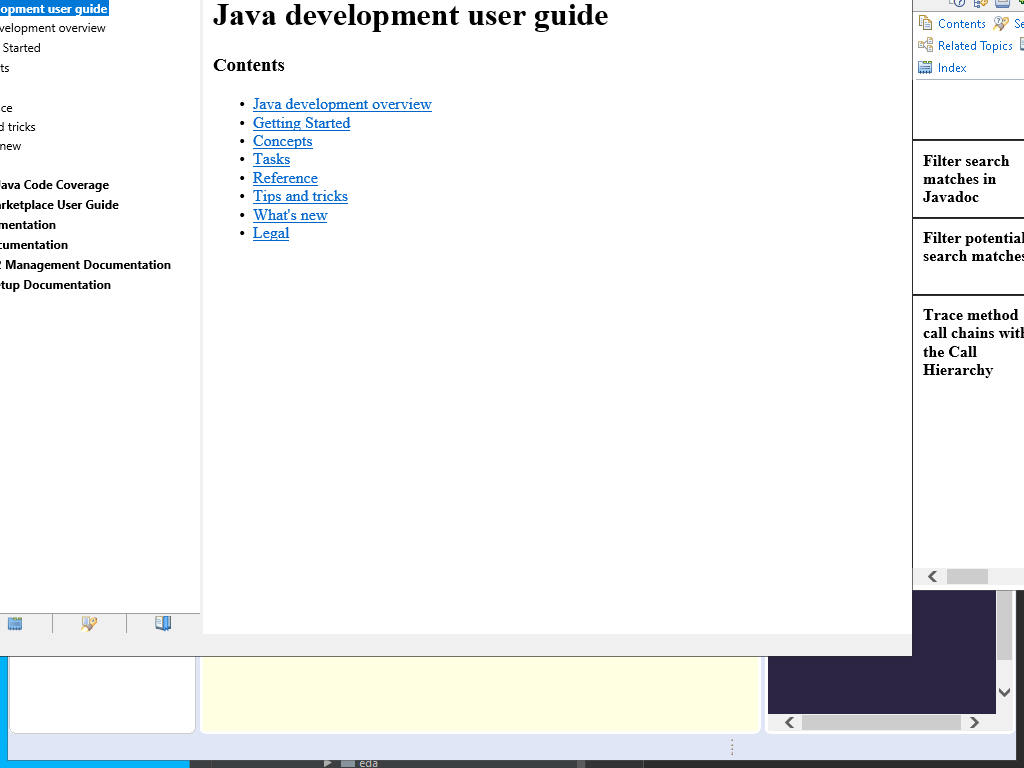 opment user guide
velopment overview
Started
ts
ce
d tricks
new
Java Code Coverage
arketplace User Guide
mentation
cumentation
2 Management Documentation
tup Documentation
Java development user guide
Contents
• Java development overview
• Getting Started
• Concepts
• Tasks
• Reference
• Tips and tricks
• What's new
• Legal
Contents Se
Related Topics
Index
Filter search
matches in
Javadoc
Filter potential
search matches
Trace method
call chains with
the Call
Hierarchy
eda